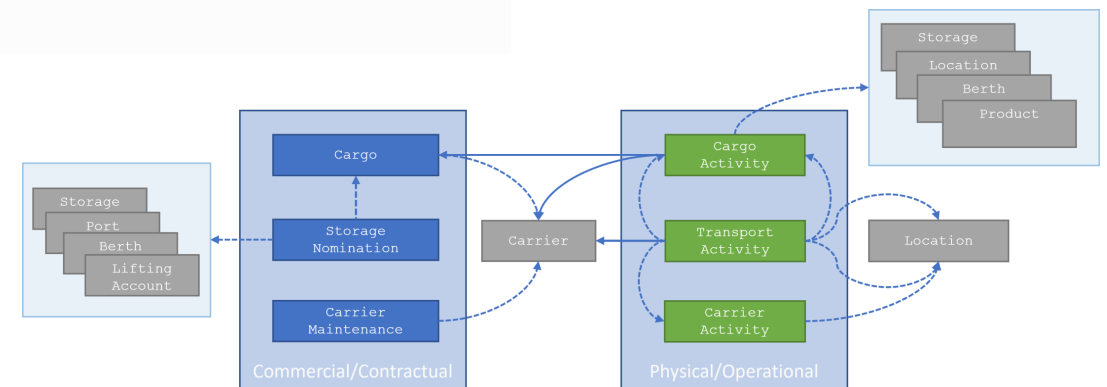 Storage
Location
Berth
Product
Cargo
Cargo
Activity
Storage
Port
Berth
Lifting
Account
Storage
Nomination
Carrier
Transport
Activity
Location
Carrier
Maintenance
Carrier
Activity
Commercial/Contractual
Physical/Operational